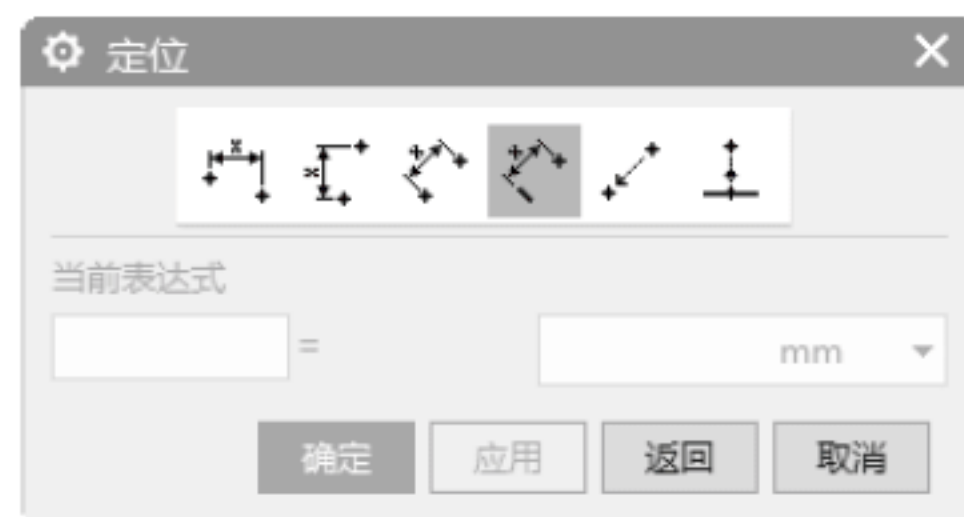 定位
x
x
当前表达式
=
mm
确定 应用 返回 取消